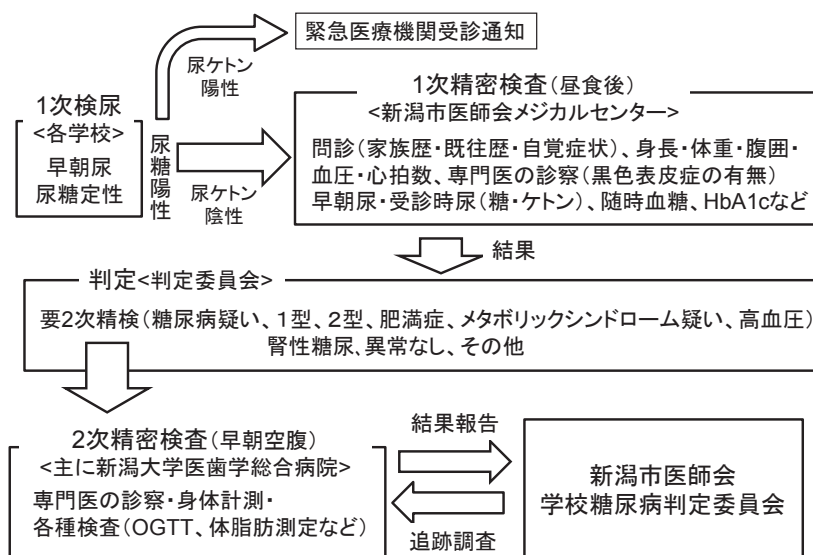 緊急医療機関受診通知
尿ケトン
陽性
1次検尿
<各学校>
早朝尿
尿糖定性
尿糖陽性
尿ケトン
陰性
1次精密検査(昼食後)
<新潟市医師会メジカルセンター>
問診(家族歴・既往歴・自覚症状)、身長・体重・腹囲・
血圧・心拍数、専門医の診察(黒色表皮症の有無)
早朝尿・受診時尿(糖・ケトン)、随時血糖、HbA1cなど
結果
判定<判定委員会>
要2次精検(糖尿病疑い、1型、2型、肥満症、メタボリックシンドローム疑い、高血圧)
腎性糖尿、異常なし、その他
2次精密検査(早朝空腹)
<主に新潟大学医歯学総合病院>
専門医の診察・身体計測・
各種検査(OGTT、体脂肪測定など)
結果報告
追跡調査
新潟市医師会
学校糖尿病判定委員会